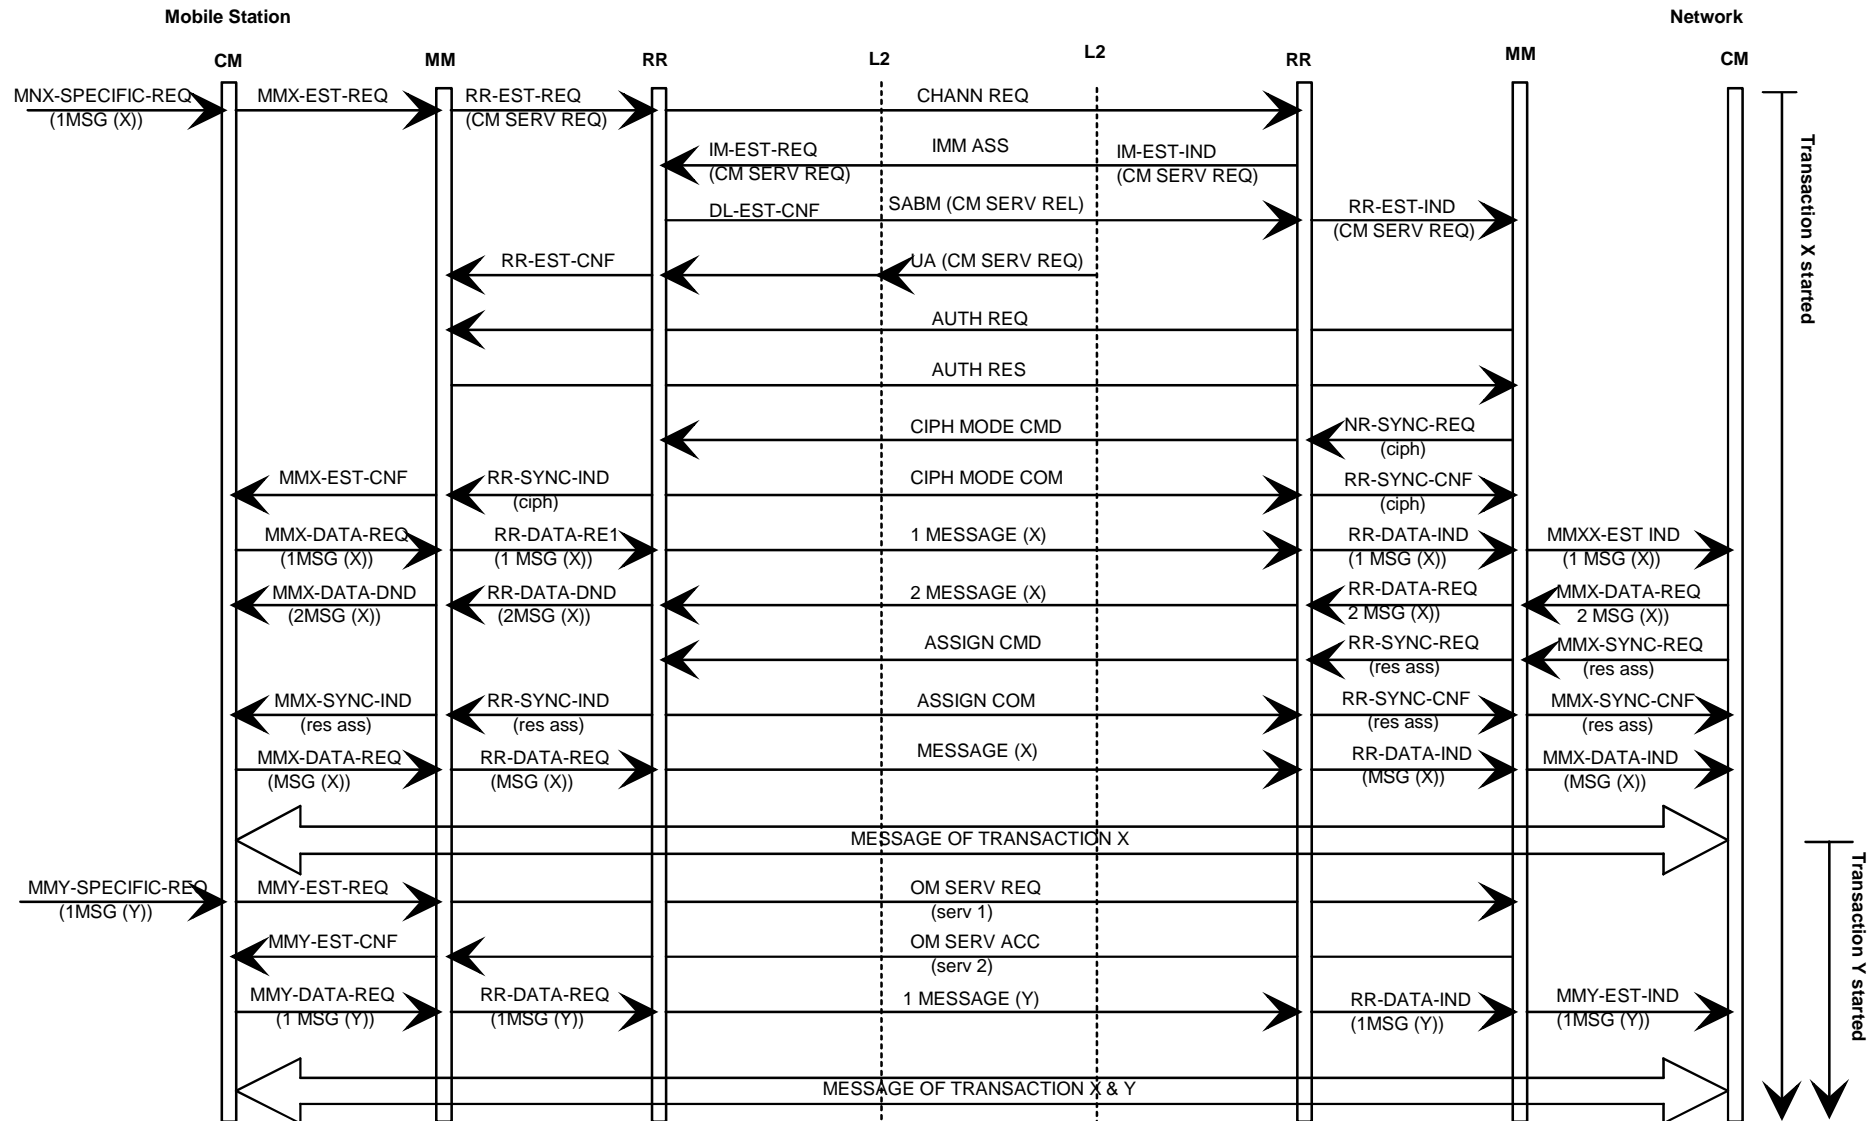 Mobile Station
Network
CM
MM
RR
L2
L2
RR
MM
CM
MNX-SPECIFIC-REQ
(1MSG (X))
MMX-EST-REQ
RR-EST-REQ
(CM SERV REQ)
CHANN REQ
IM-EST-REQ
(CM SERV REQ)
IMM ASS
IM-EST-IND
(CM SERV REQ)
DL-EST-CNF
SABM (CM SERV REL)
RR-EST-IND
(CM SERV REQ)
RR-EST-CNF
UA (CM SERV REQ)
AUTH REQ
AUTH RES
CIPH MODE CMD
NR-SYNC-REQ
(ciph)
MMX-EST-CNF
RR-SYNC-IND
(ciph)
CIPH MODE COM
RR-SYNC-CNF
(ciph)
MMX-DATA-REQ
(1MSG (X))
RR-DATA-RE1
(1 MSG (X))
1 MESSAGE (X)
RR-DATA-IND
(1 MSG (X))
MMXX-EST IND
(1 MSG (X))
MMX-DATA-DND
(2MSG (X))
RR-DATA-DND
(2MSG (X))
2 MESSAGE (X)
RR-DATA-REQ
2 MSG (X))
MMX-DATA-REQ
2 MSG (X))
ASSIGN CMD
RR-SYNC-REQ
(res ass)
MMX-SYNC-REQ
(res ass)
MMX-SYNC-IND
(res ass)
RR-SYNC-IND
(res ass)
ASSIGN COM
RR-SYNC-CNF
(res ass)
MMX-SYNC-CNF
(res ass)
MMX-DATA-REQ
(MSG (X))
RR-DATA-REQ
(MSG (X))
MESSAGE (X)
RR-DATA-IND
(MSG (X))
MMX-DATA-IND
(MSG (X))
MESSAGE OF TRANSACTION X
MMY-SPECIFIC-REQ
(1MSG (Y))
MMY-EST-REQ
OM SERV REQ
(serv 1)
MMY-EST-CNF
OM SERV ACC
(serv 2)
MMY-DATA-REQ
(1 MSG (Y))
RR-DATA-REQ
(1MSG (Y))
1 MESSAGE (Y)
RR-DATA-IND
(1MSG (Y))
MMY-EST-IND
(1MSG (Y))
MESSAGE OF TRANSACTION X & Y
Transaction X started
Transaction Y started